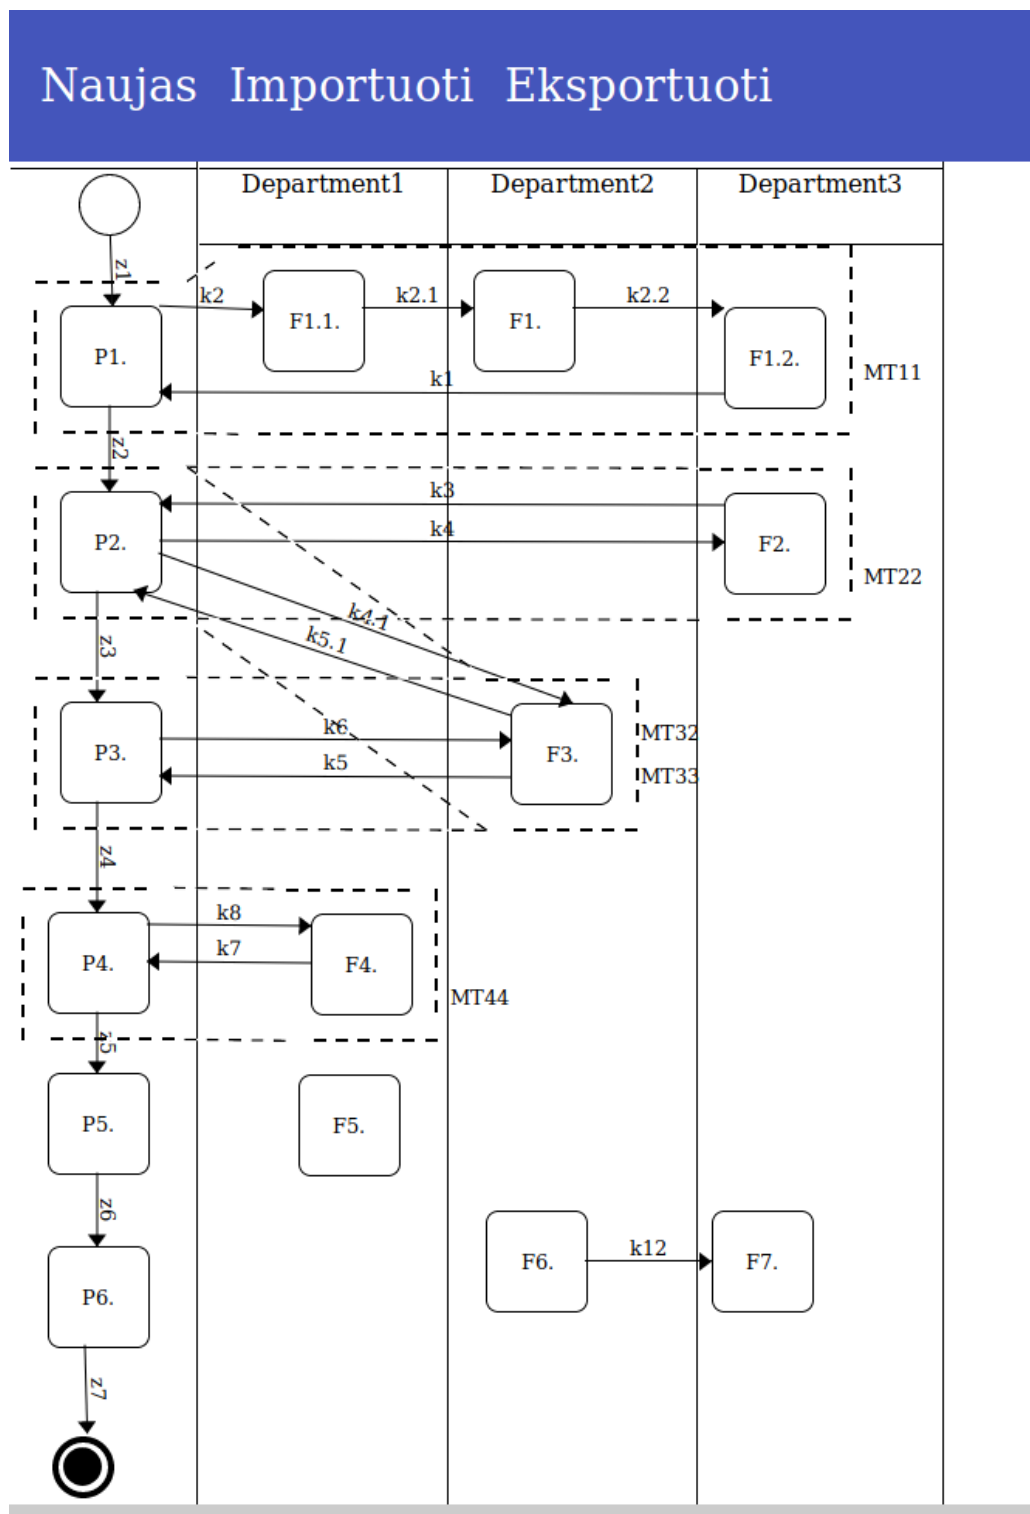 Naujas Importuoti Eksportuoti
Department1 Department2 Department3
z1
k2 k2.1 k2.2
F1.1. F1.
P1. F1.2.
k1 MT11
z2
k3
k4
P2. F2.
MT22
k4.1
k5.1
z3
k6 MT32
P3. F3.
k5 MT33
z4
k8
k7
P4. F4.
MT44
z5
P5. F5.
z6
k12
F6. F7.
P6.
z7